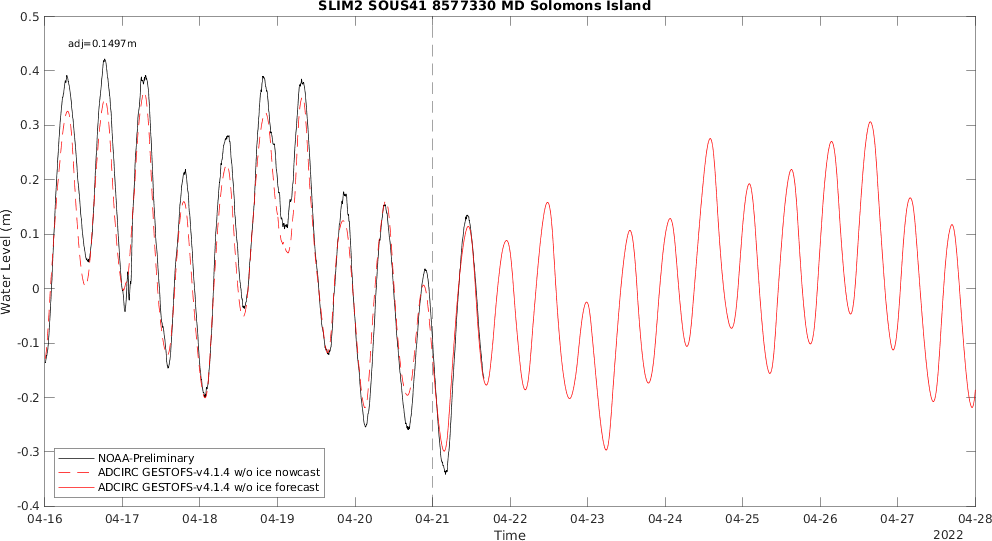 SLIM2 SOUS41 8577330 MD Solomons Island
adj=0.1497m
Water Level (m)
0.5
0.4
0.3
0.2
0.1
0
-0.1
-0.2
-0.3
-0.4
NOAA-Preliminary
ADCIRC GESTOFS-v4.1.4 w/o ice nowcast
ADCIRC GESTOFS-v4.1.4 w/o ice forecast
04-16 04-17 04-18 04-19 04-20 04-21 04-22 04-23 04-24 04-25 04-26 04-27 04-28
Time
2022